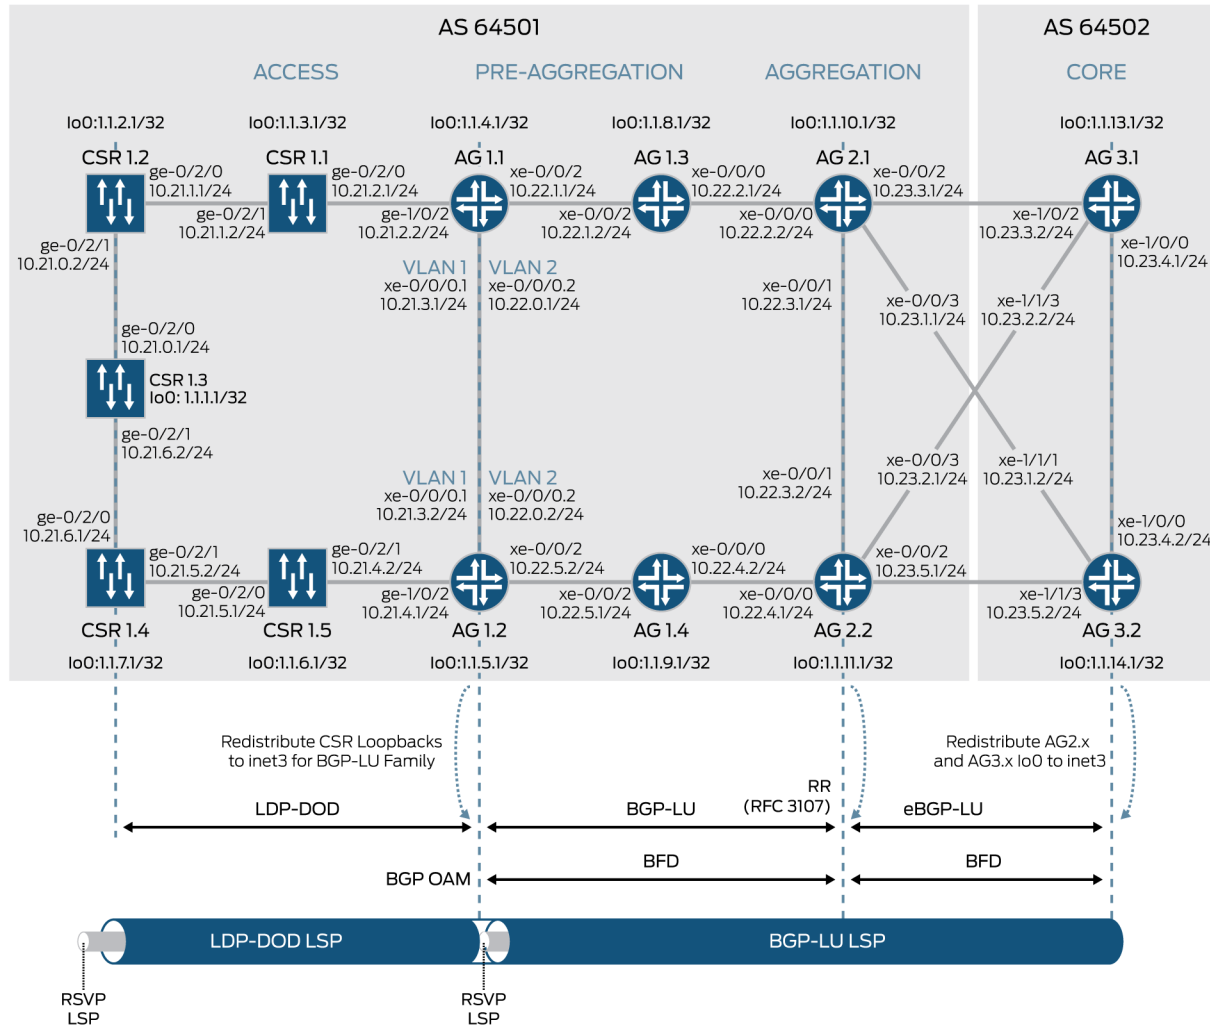 AS 64501
AS 64502
ACCESS
PRE-AGGREGATION
AGGREGATION
CORE
lo0:1.1.2.1/32
lo0:1.1.3.1/32
lo0:1.1.4.1/32
lo0:1.1.8.1/32
lo0:1.1.10.1/32
lo0:1.1.13.1/32
CSR 1.2
CSR 1.1
AG 1.1
AG 1.3
AG 2.1
AG 3.1
ge-0/2/0
10.21.1.1/24
ge-0/2/1
10.21.1.2/24
ge-0/2/0
10.21.2.1/24
ge-1/0/2
10.21.2.2/24
xe-0/0/2
10.22.1.1/24
xe-0/0/2
10.22.1.2/24
xe-0/0/0
10.22.2.1/24
xe-0/0/0
10.22.2.2/24
xe-0/0/2
10.23.3.1/24
xe-1/0/2
10.23.3.2/24
xe-1/0/0
10.23.4.1/24
ge-0/2/1
10.21.0.2/24
VLAN 1
xe-0/0/0.1
10.21.3.1/24
VLAN 2
xe-0/0/0.2
10.22.0.1/24
xe-0/0/1
10.22.3.1/24
xe-0/0/3
10.23.1.1/24
xe-1/1/3
10.23.2.2/24
ge-0/2/0
10.21.0.1/24
CSR 1.3
lo0: 1.1.1.1/32
ge-0/2/1
10.21.6.2/24
VLAN 1
xe-0/0/0.1
10.21.3.2/24
VLAN 2
xe-0/0/0.2
10.22.0.2/24
xe-0/0/1
10.22.3.2/24
xe-0/0/3
10.23.2.1/24
xe-1/1/1
10.23.1.2/24
ge-0/2/0
10.21.6.1/24
xe-1/0/0
10.23.4.2/24
ge-0/2/1
10.21.5.2/24
ge-0/2/0
10.21.5.1/24
ge-0/2/1
10.21.4.2/24
ge-1/0/2
10.21.4.1/24
xe-0/0/2
10.22.5.2/24
xe-0/0/2
10.22.5.1/24
xe-0/0/0
10.22.4.2/24
xe-0/0/0
10.22.4.1/24
xe-0/0/2
10.23.5.1/24
xe-1/1/3
10.23.5.2/24
CSR 1.4
CSR 1.5
AG 1.2
AG 1.4
AG 2.2
AG 3.2
lo0:1.1.7.1/32
lo0:1.1.6.1/32
lo0:1.1.5.1/32
lo0:1.1.9.1/32
lo0:1.1.11.1/32
lo0:1.1.14.1/32
Redistribute CSR Loopbacks
to inet3 for BGP-LU Family
Redistribute AG2.x
and AG3.x lo0 to inet3
RR
(RFC 3107)
LDP-DOD
BGP-LU
eBGP-LU
BGP OAM
BFD
BFD
LDP-DOD LSP
BGP-LU LSP
RSVP
LSP
RSVP
LSP